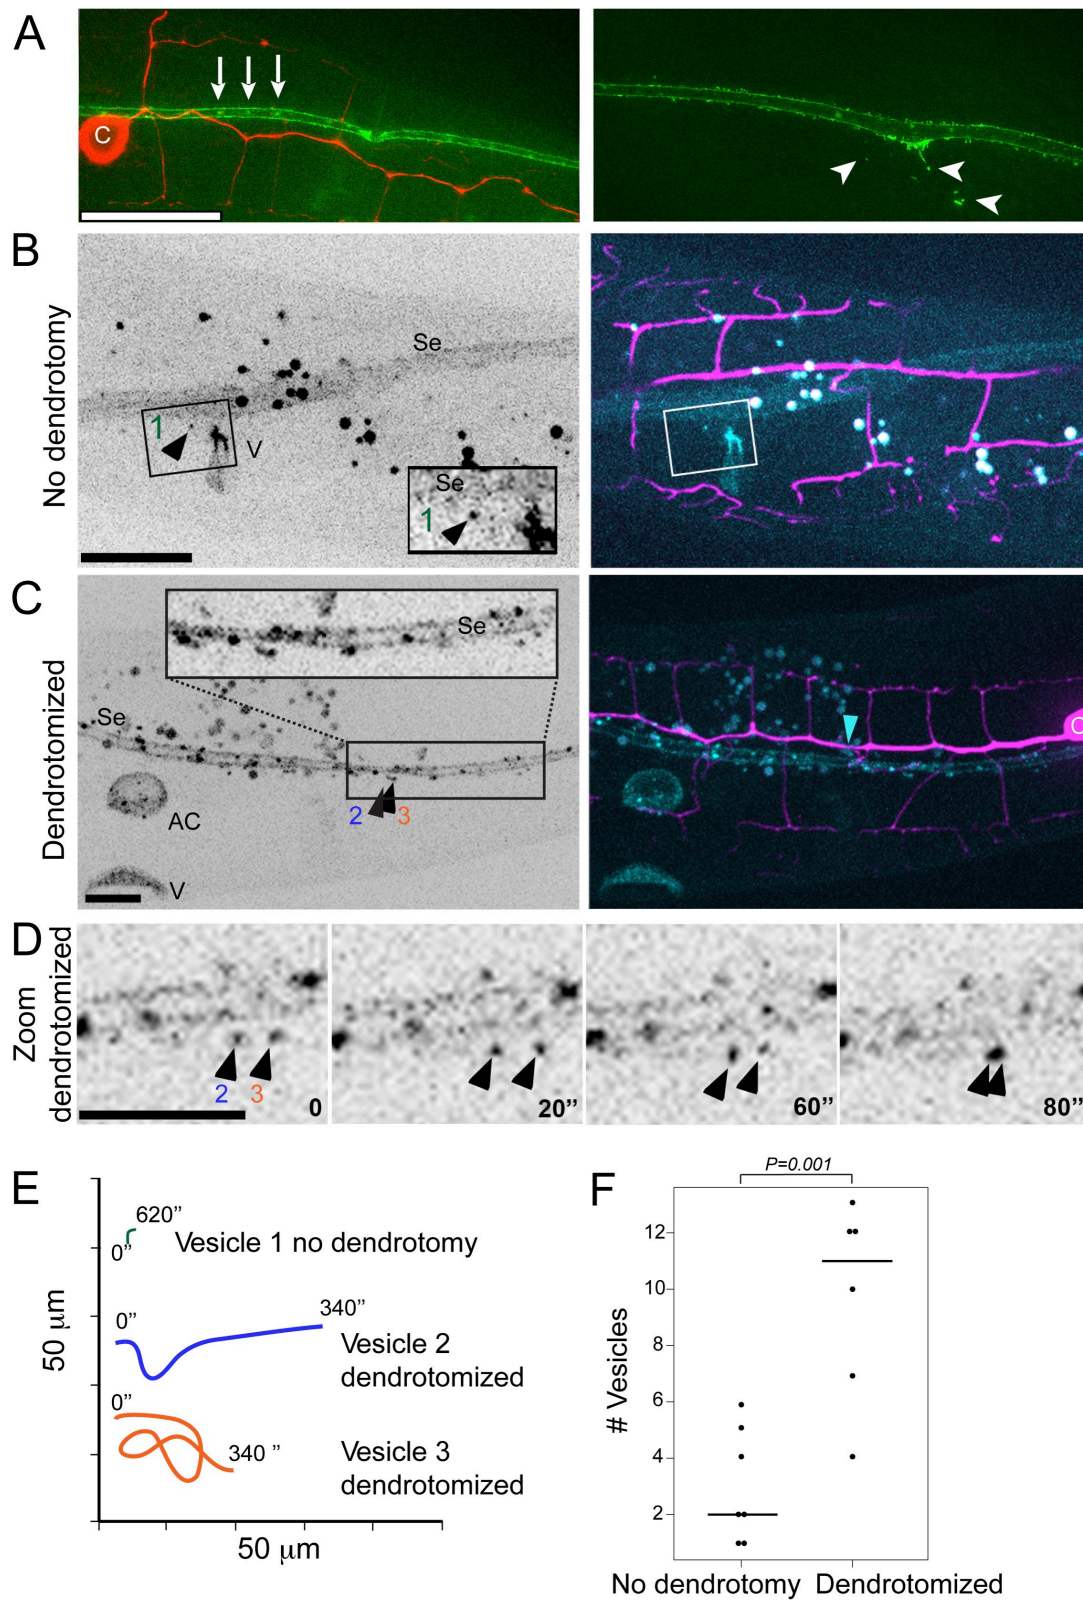 A
C
B
No dendrotomy
Se
1
V
Se
1
C
Dendrotomized
Se
Se
2
3
AC
V
C
D
Zoom
dendrotomized
2
3
0
20”
60”
80”
E
620”
0”
Vesicle 1 no dendrotomy
340”
0”
Vesicle 2
dendrotomized
0”
340 ”
Vesicle 3
dendrotomized
50 μm
50 μm
F
P=0.001
12
10
8
6
4
2
# Vesicles
No dendrotomy
Dendrotomized